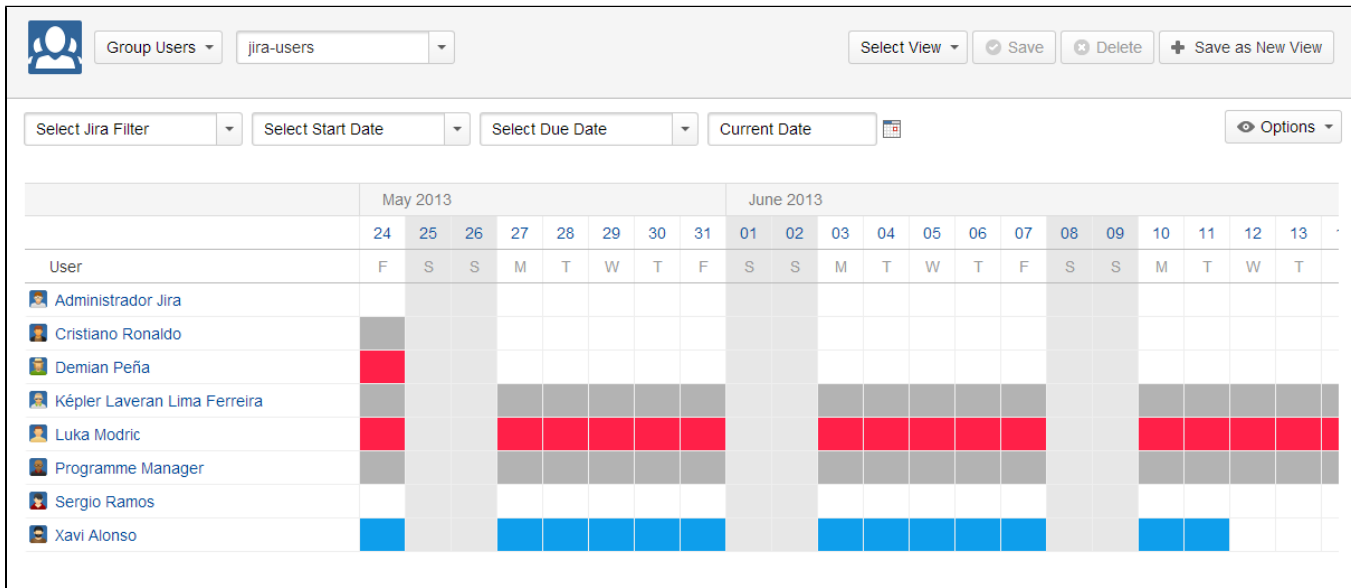 Group Users jira-users Select View Save Delete Save as New View
Select Jira Filter Select Start Date Select Due Date Current Date Options
May 2013 June 2013
24 25 26 27 28 29 30 31 01 02 03 04 05 06 07 08 09 10 11 12 13
User F S S M T W T F S S M T W T F S S M T W T
Administrador Jira
Cristiano Ronaldo
Demian Peña
Képler Laveran Lima Ferreira
Luka Modric
Programme Manager
Sergio Ramos
Xavi Alonso